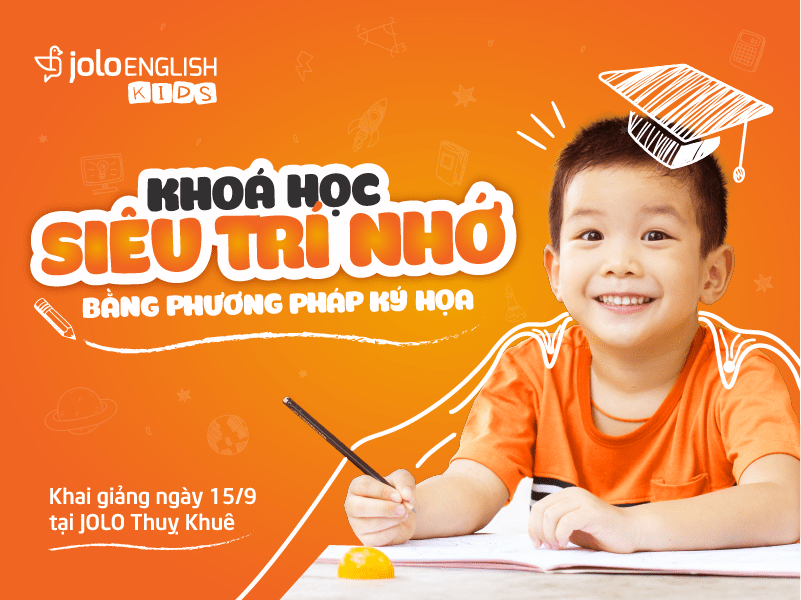 jolo ENGLISH
KIDS
KHOÁ HỌC
SIÊU TRÍ NHỚ
BẰNG PHƯƠNG PHÁP KÝ HỌA
Khai giảng ngày 15/9
tại JOLO Thuỵ Khuê